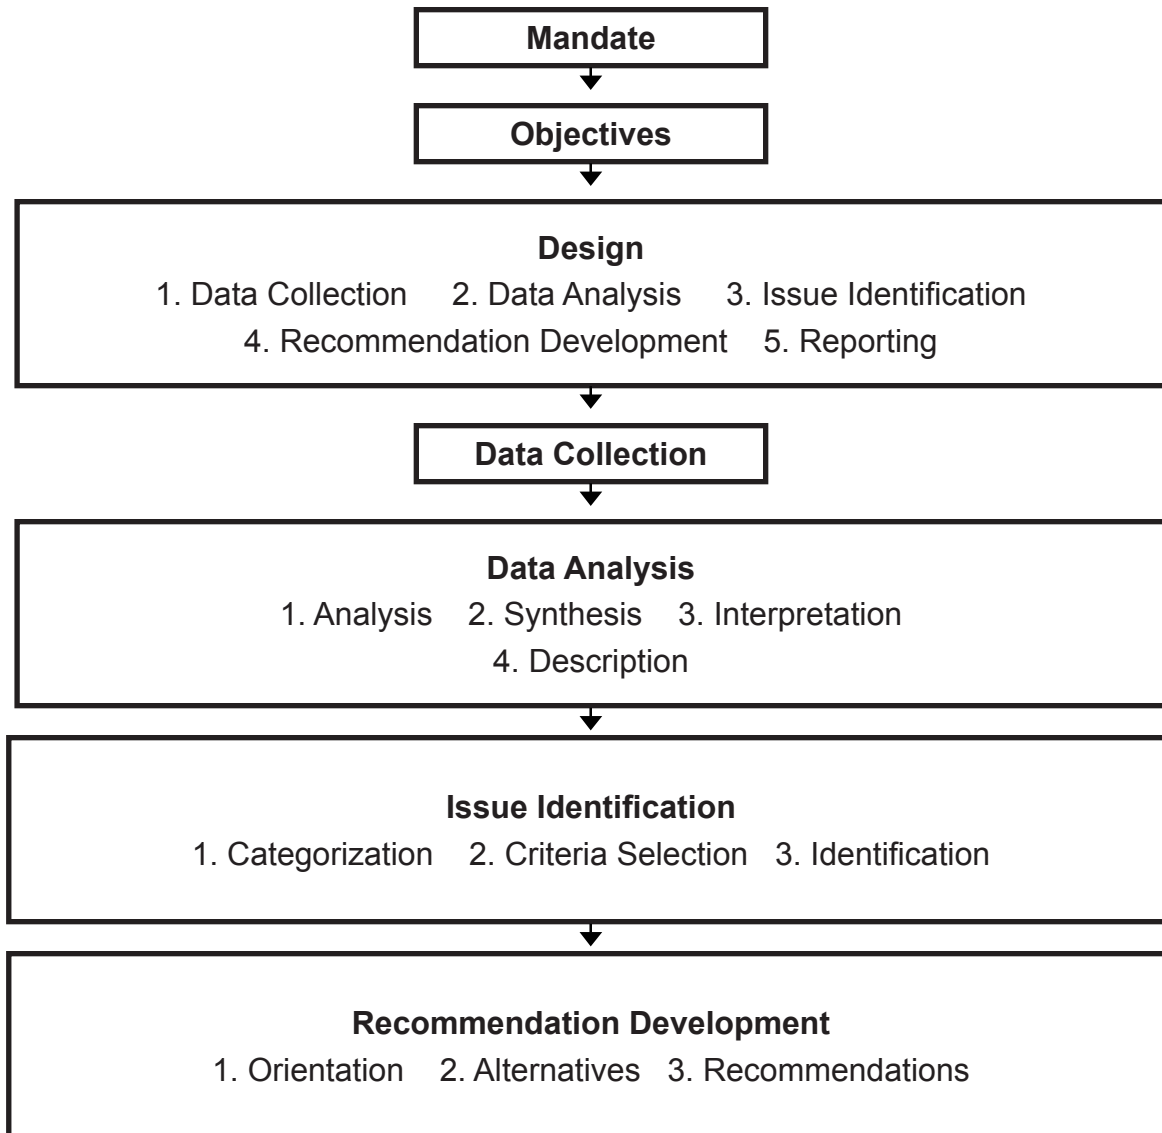 Mandate
Objectives
Design
1. Data Collection 2. Data Analysis 3. Issue Identification
4. Recommendation Development 5. Reporting
Data Collection
Data Analysis
1. Analysis 2. Synthesis 3. Interpretation
4. Description
Issue Identification
1. Categorization 2. Criteria Selection 3. Identification
Recommendation Development
1. Orientation 2. Alternatives 3. Recommendations